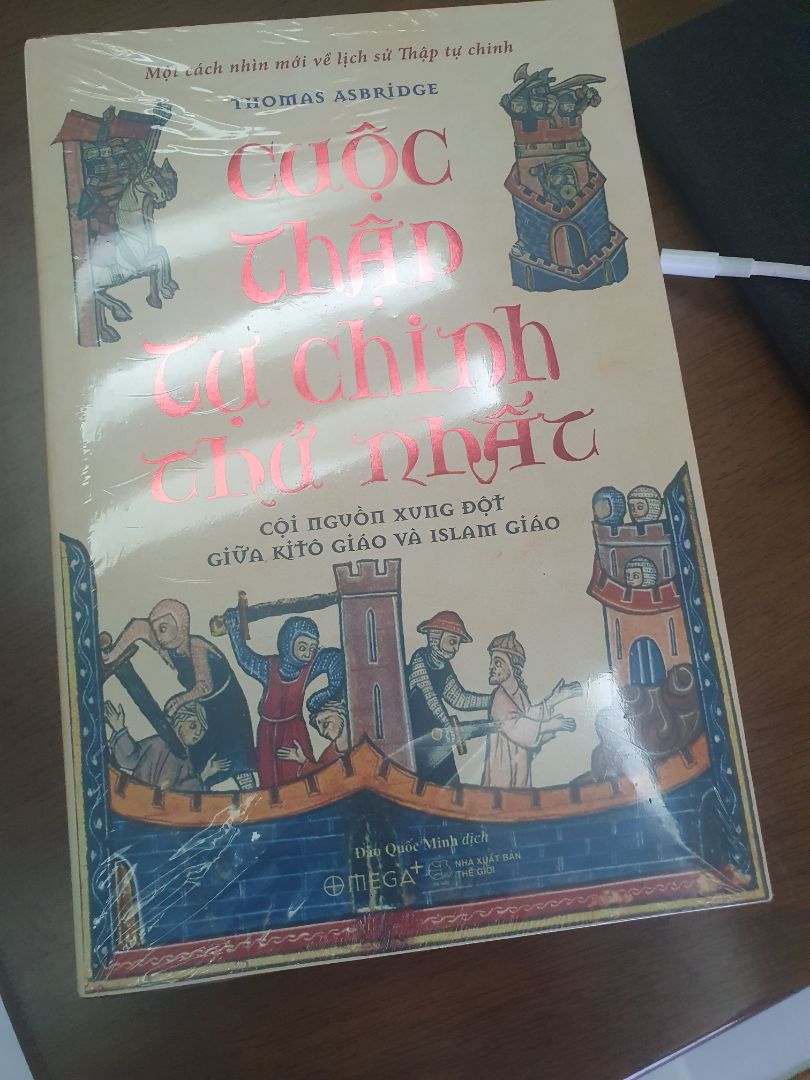 Một cách nhìn mới về lịch sử Thập tự chinh
THOMAS ASBRIDGE
CUỘC
THẬP
TỰ CHINH
THỨ NHẤT
CỘI NGUỒN XUNG ĐỘT
GIỮA KITÔ GIÁO VÀ ISLAM GIÁO
Đào Quốc Minh dịch
OMEGA+
NHÀ XUẤT BẢN
THẾ GIỚI